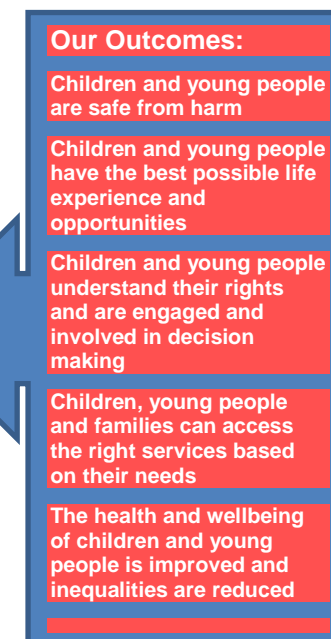 Our Outcomes:
Children and young people
are safe from harm
Children and young people
have the best possible life
experience and
opportunities
Children and young people
understand their rights
and are engaged and
involved in decision
making
Children, young people
and families can access
the right services based
on their needs
The health and wellbeing
of children and young
people is improved and
inequalities are reduced